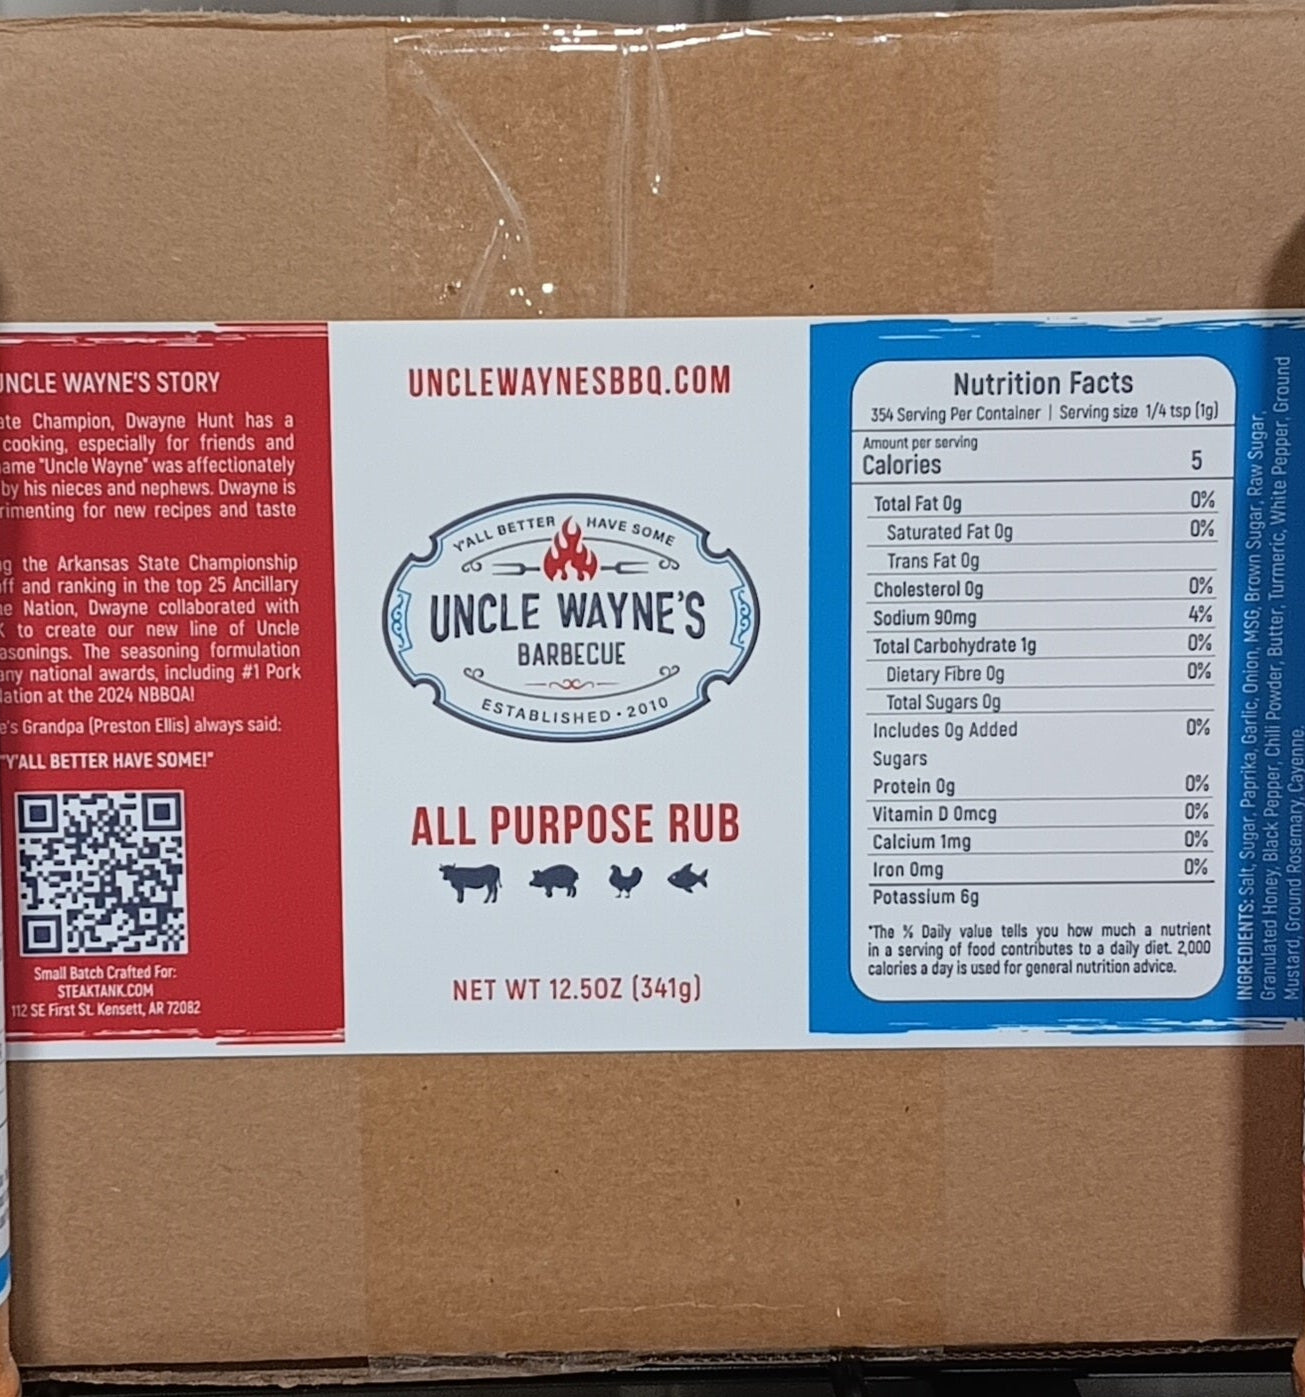 UNCLE WAYNE'S STORY
Champion, Dwayne Hunt has a
cooking, especially for friends and
"Uncle Wayne" was affectionately
by his nieces and nephews. Dwayne is
for new recipes and taste
the Arkansas State Championship
and ranking in the top 25 Ancillary
Nation, Dwayne collaborated with
to create our new line of Uncle
The seasoning formulation
national awards, including #1 Pork
at the 2024 NBBQA!
Grandpa (Preston Ellis) always said:
"Y'ALL BETTER HAVE SOME!"
Small Batch Crafted For:
STEAKTANK.COM
112 SE First St. Kensett, AR 72082
UNCLEWAYNESBBQ.COM
Y'ALL BETTER HAVE SOME
UNCLE WAYNE'S
BARBECUE
ESTABLISHED • 2010
ALL PURPOSE RUB
NET WT 12.5OZ (341g)
Nutrition Facts
354 Serving Per Container | Serving size 1/4 tsp (1g)
Amount per serving
Calories 5
Total Fat 0g 0%
Saturated Fat 0g 0%
Trans Fat 0g
Cholesterol 0g 0%
Sodium 90mg 4%
Total Carbohydrate 1g 0%
Dietary Fibre 0g 0%
Total Sugars 0g
Includes 0g Added 0%
Sugars
Protein 0g 0%
Vitamin D 0mcg 0%
Calcium 1mg 0%
Iron 0mg 0%
Potassium 6g
*The % Daily value tells you how much a nutrient
in a serving of food contributes to a daily diet. 2,000
calories a day is used for general nutrition advice.
INGREDIENTS: Salt, Sugar, Paprika, Garlic, Onion, MSG, Brown Sugar, Raw Sugar,
Granulated Honey, Black Pepper, Chili Powder, Butter, Turmeric, White Pepper, Ground
Mustard, Ground Rosemary, Cayenne.